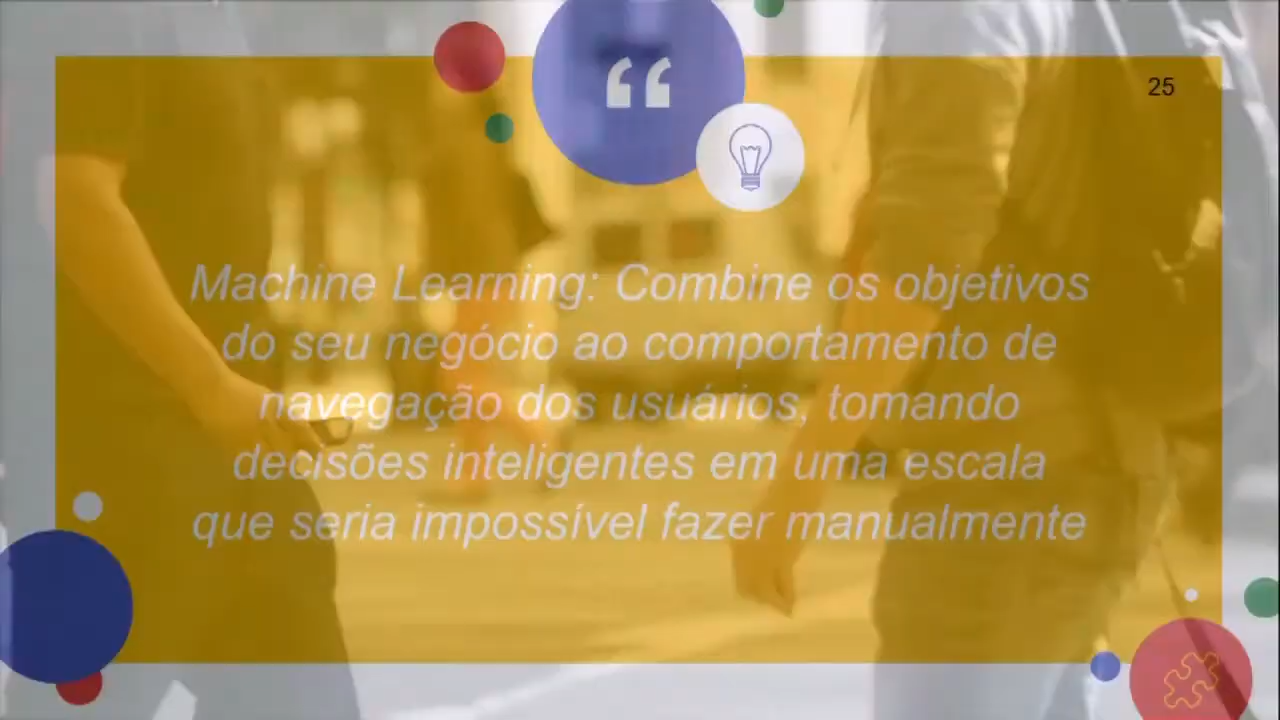 “
25
Machine Learning: Combine os objetivos
do seu negócio ao comportamento de
navegação dos usuários, tomando
decisões inteligentes em uma escala
que seria impossível fazer manualmente